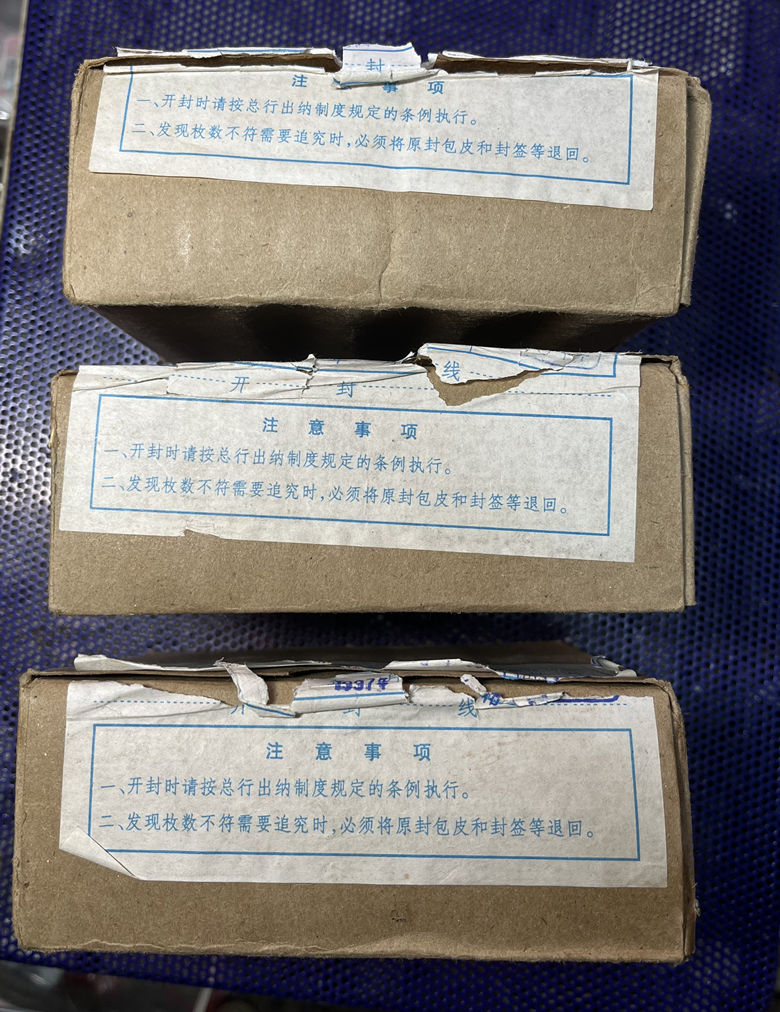 封
注 意 事 项
一、开封时请按总行出纳制度规定的条例执行。
二、发现枚数不符需要追究时,必须将原封包皮和封签等退回。
开 封 线
注 意 事 项
一、开封时请按总行出纳制度规定的条例执行。
二、发现枚数不符需要追究时,必须将原封包皮和封签等退回。
开 封 线
注 意 事 项
一、开封时请按总行出纳制度规定的条例执行。
二、发现枚数不符需要追究时,必须将原封包皮和封签等退回。